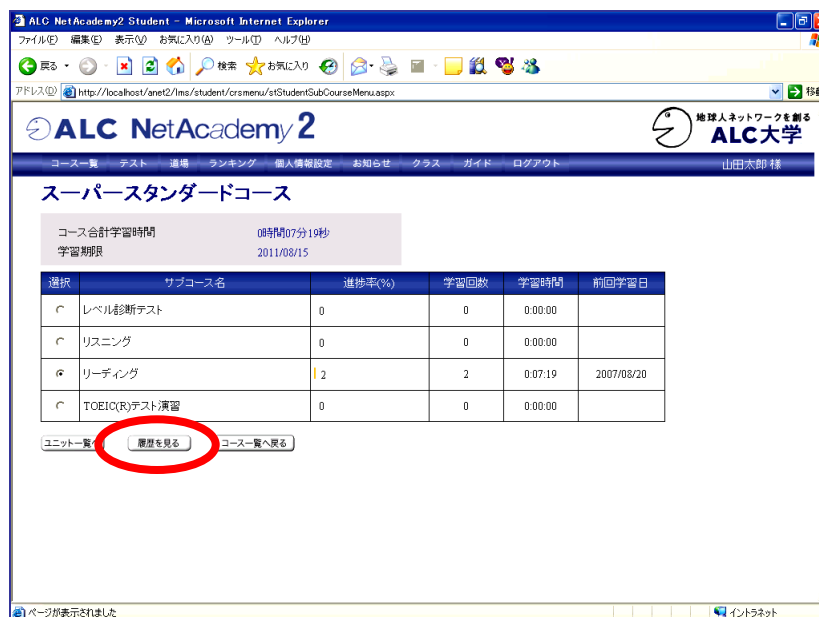 ALC NetAcademy2 Student - Microsoft Internet Explorer
ファイル(F) 編集(E) 表示(V) お気に入り(A) ツール(T) ヘルプ(H)
戻る 検索 お気に入り
アドレス(D) http://localhost/anet2/lms/student/crsmenu/stStudentSubCourseMenu.aspx 移動
ALC NetAcademy 2
地球人ネットワークを創る
ALC大学
コース一覧 テスト 道場 ランキング 個人情報設定 お知らせ クラス ガイド ログアウト 山田太郎 様
スーパースタンダードコース
コース合計学習時間 0時間07分19秒
学習期限 2011/08/15
選択 サブコース名 進捗率(%) 学習回数 学習時間 前回学習日
レベル診断テスト 0 0 0:00:00
リスニング 0 0 0:00:00
リーディング 2 2 0:07:19 2007/08/20
TOEIC(R)テスト演習 0 0 0:00:00
ユニット一覧へ 履歴を見る コース一覧へ戻る
ページが表示されました イントラネット